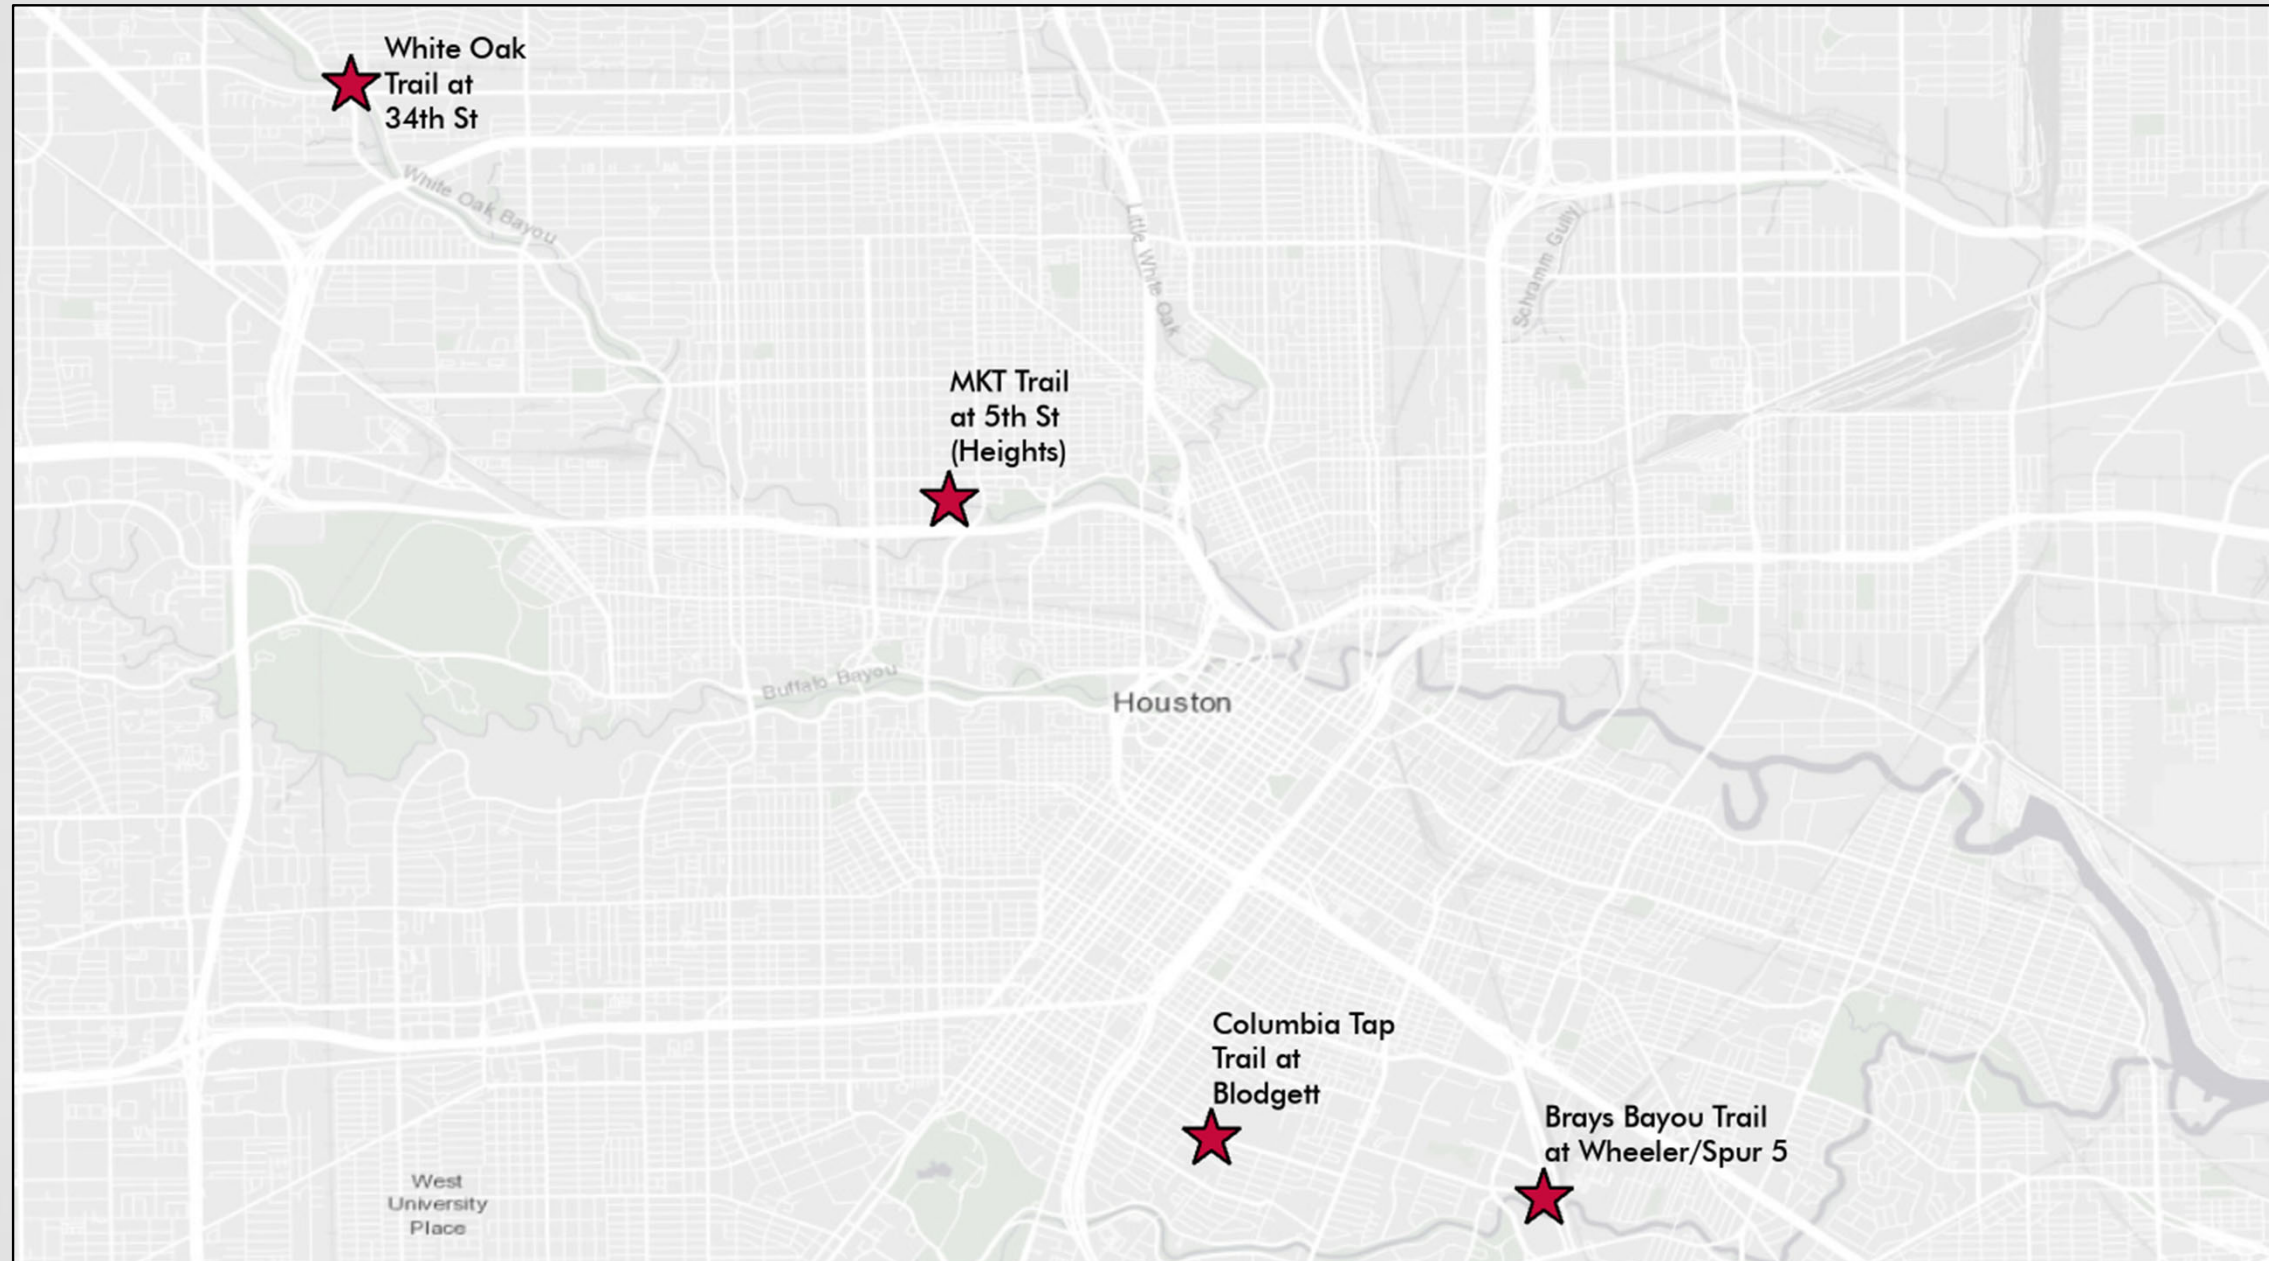 White Oak
Trail at
34th St
White Oak Bayou
Little White Oak
Schramm Gully
MKT Trail
at 5th St
(Heights)
Buffalo Bayou
Houston
Columbia Tap
Trail at
Blodgett
Brays Bayou Trail
at Wheeler/Spur 5
West
University
Place